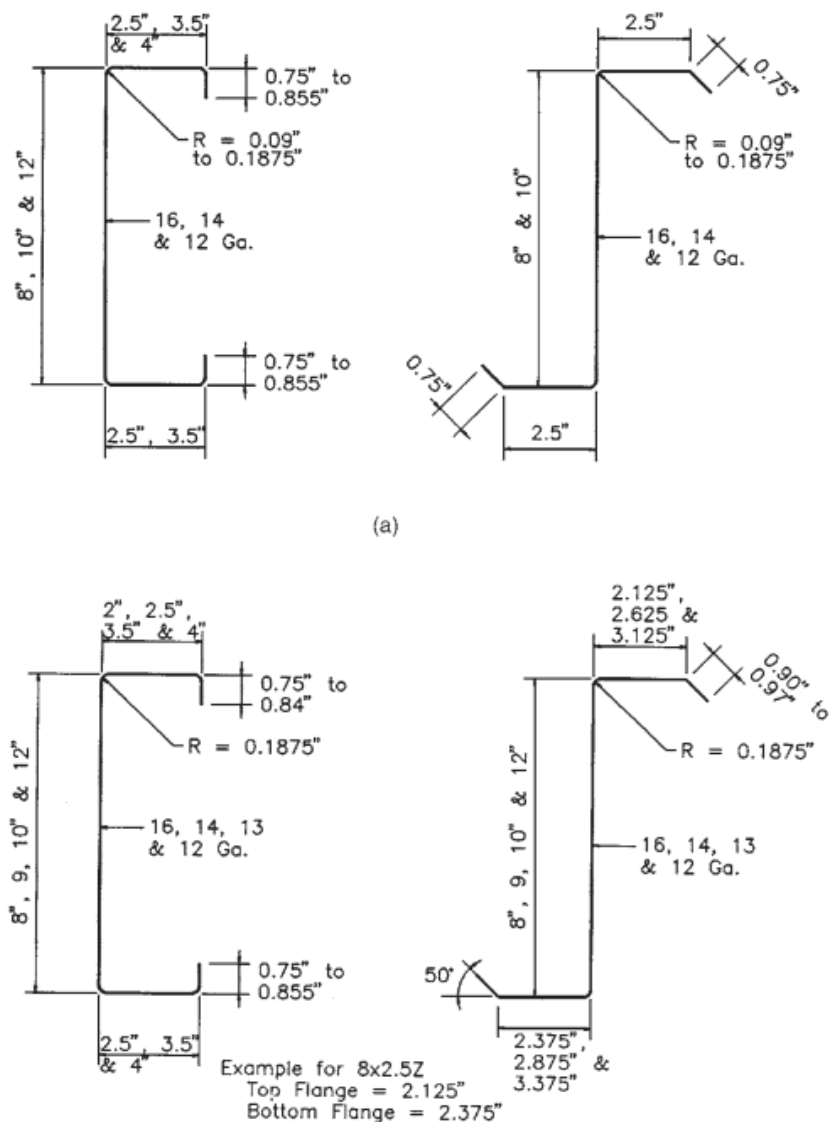 2.5”, 3.5”
& 4”
0.75” to
0.855”
R = 0.09”
to 0.1875”
8”, 10” & 12”
16, 14
& 12 Ga.
0.75” to
0.855”
2.5”, 3.5”
2.5”
0.75”
R = 0.09”
to 0.1875”
8” & 10”
16, 14
& 12 Ga.
0.75”
2.5”
(a)
2”, 2.5”,
3.5” & 4”
0.75” to
0.84”
R = 0.1875”
8”, 9, 10” & 12”
16, 14, 13
& 12 Ga.
0.75” to
0.855”
2.5”, 3.5”
& 4”
2.125”,
2.625 &
3.125”
0.90” to
0.97”
R = 0.1875”
8”, 9, 10” & 12”
16, 14, 13
& 12 Ga.
50°
2.375”,
2.875” &
3.375”
Example for 8x2.5Z
Top Flange = 2.125”
Bottom Flange = 2.375”